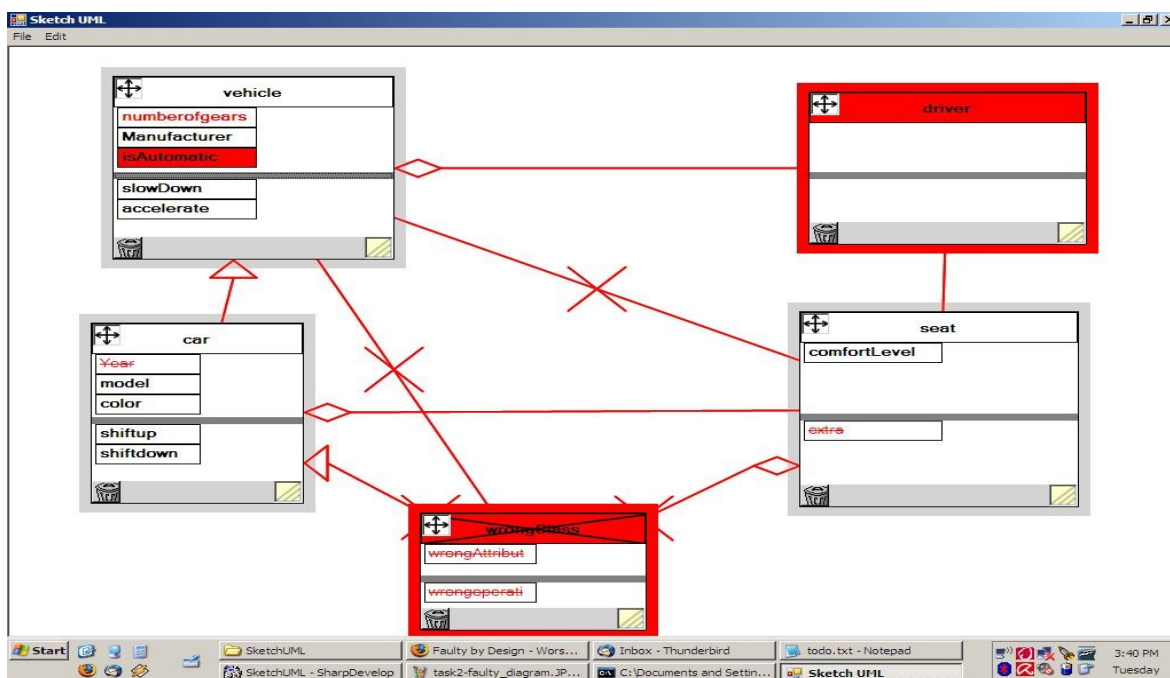 Sketch UML
File Edit
vehicle
numberofgears
Manufacturer
isAutomatic
slowDown
accelerate
driver
car
Year
model
color
shiftup
shiftdown
seat
comfortLevel
extra
wrongClass
wrongAttribut
wrongoperati
Start
SketchUML
Faulty by Design - Wors...
Inbox - Thunderbird
todo.txt - Notepad
3:40 PM
SketchUML - SharpDevelop
task2-faulty_diagram.JP...
C:\Documents and Settin...
Sketch UML
Tuesday